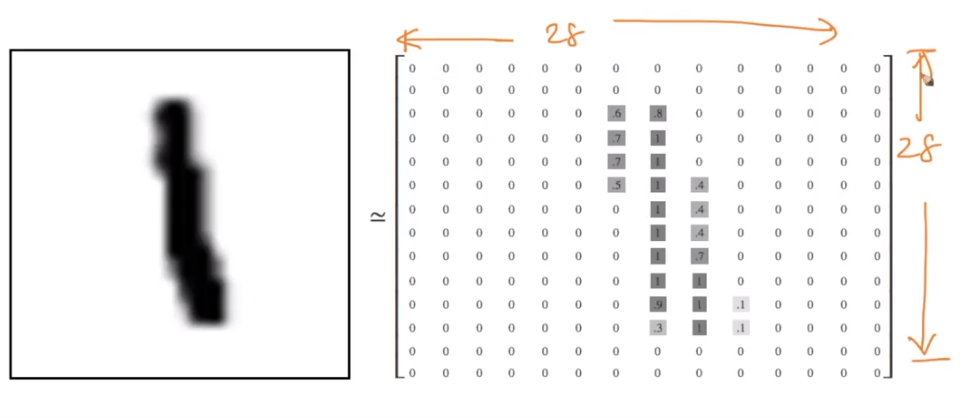 28
0 0 0 0 0 0 0 0 0 0 0 0 0 0
0 0 0 0 0 0 0 0 0 0 0 0 0 0
0 0 0 0 0 0 .6 .8 0 0 0 0 0 0
0 0 0 0 0 0 .7 1 0 0 0 0 0 0
0 0 0 0 0 0 .7 1 0 0 0 0 0 0
0 0 0 0 0 0 .5 1 .4 0 0 0 0 0
0 0 0 0 0 0 0 1 .4 0 0 0 0 0
≅ 0 0 0 0 0 0 0 1 .4 0 0 0 0 0
0 0 0 0 0 0 0 1 .7 0 0 0 0 0
0 0 0 0 0 0 0 1 1 0 0 0 0 0
0 0 0 0 0 0 0 .9 1 .1 0 0 0 0
0 0 0 0 0 0 0 .3 1 .1 0 0 0 0
0 0 0 0 0 0 0 0 0 0 0 0 0 0
0 0 0 0 0 0 0 0 0 0 0 0 0 0
28